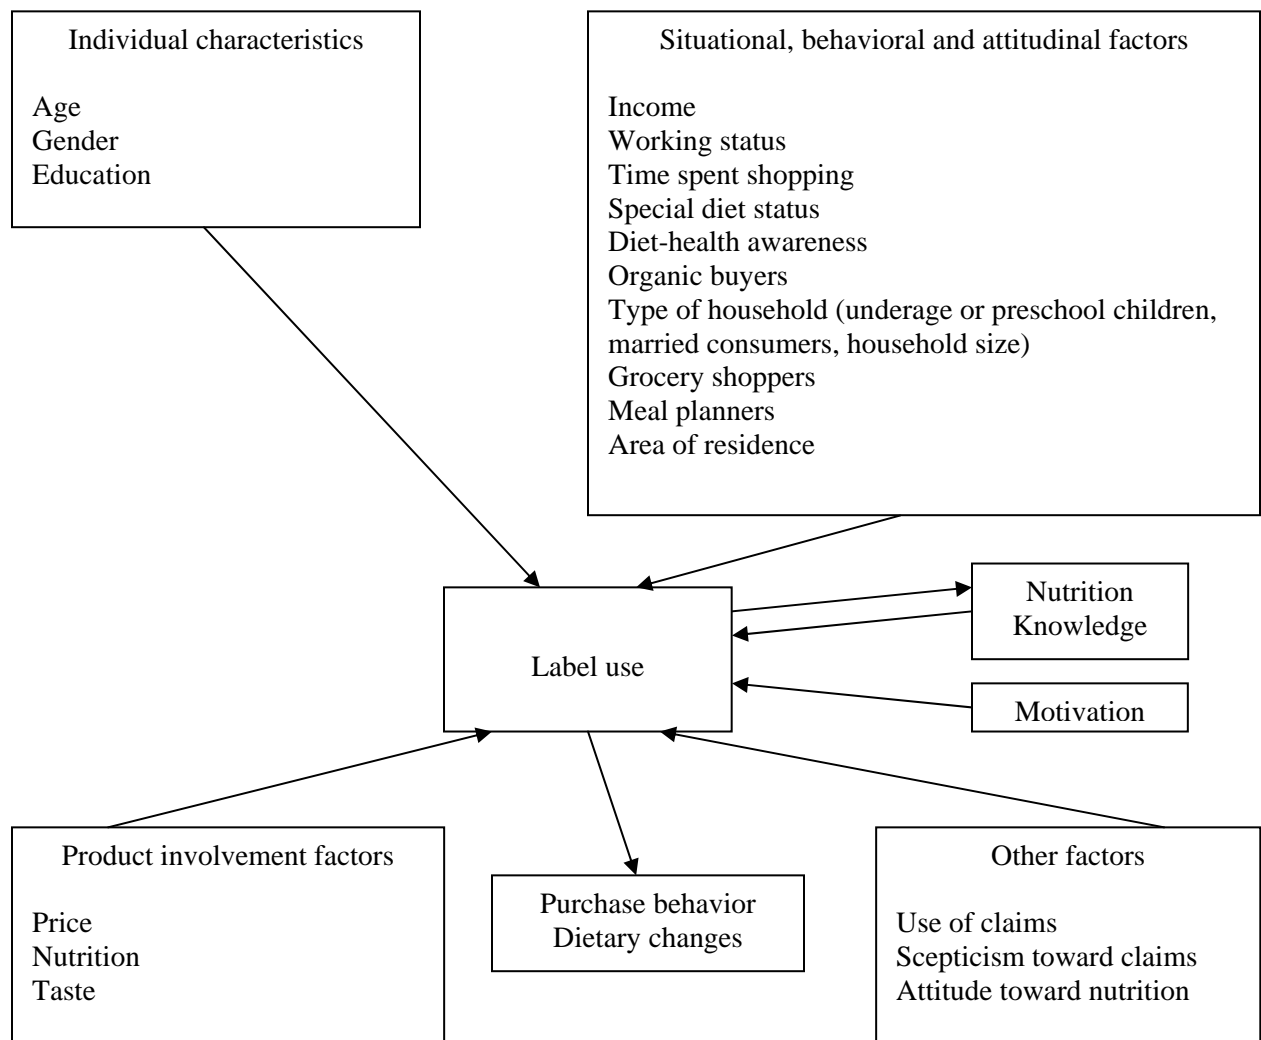 Individual characteristics
Age
Gender
Education
Situational, behavioral and attitudinal factors
Income
Working status
Time spent shopping
Special diet status
Diet-health awareness
Organic buyers
Type of household (underage or preschool children,
married consumers, household size)
Grocery shoppers
Meal planners
Area of residence
Label use
Nutrition
Knowledge
Motivation
Product involvement factors
Price
Nutrition
Taste
Purchase behavior
Dietary changes
Other factors
Use of claims
Scepticism toward claims
Attitude toward nutrition